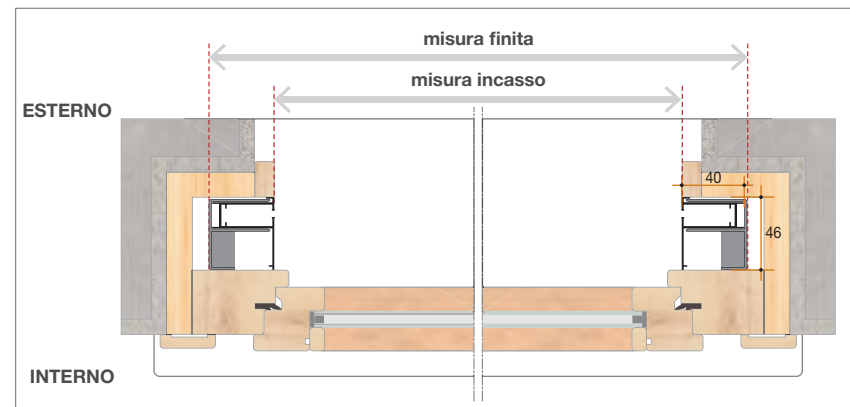 misura finita
misura incasso
ESTERNO
40
46
INTERNO